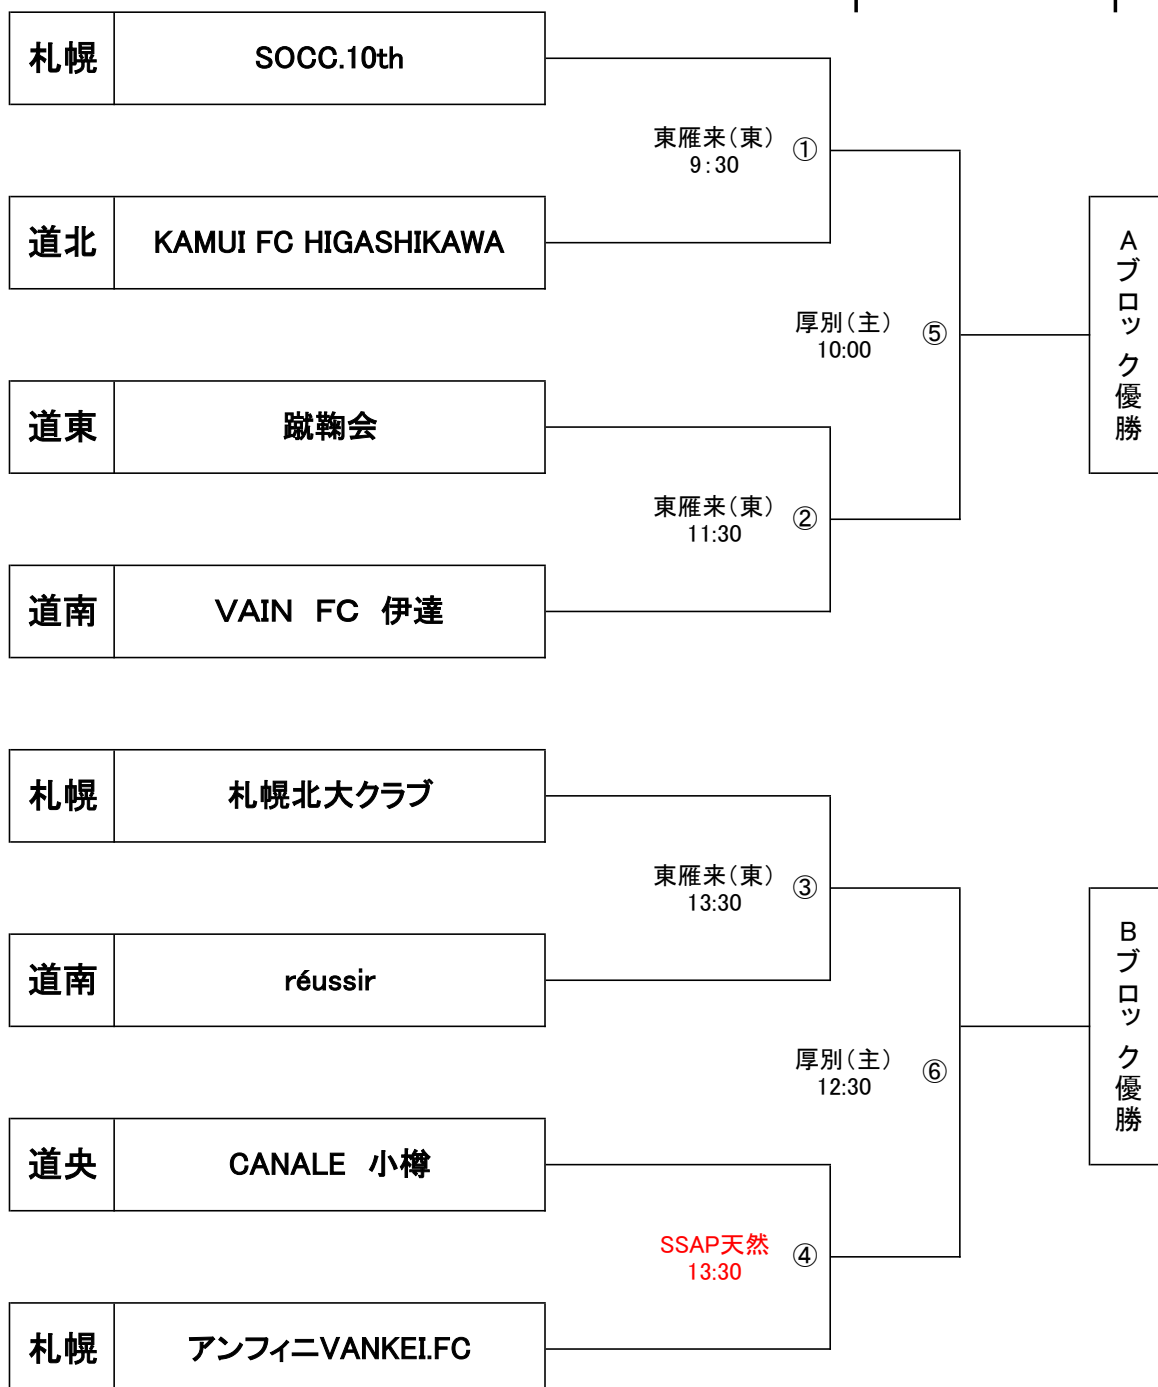 札幌 SOCC.10th
東雁来(東) ①
9:30
道北 KAMUI FC HIGASHIKAWA
Aブロック優勝
厚別(主) ⑤
10:00
道東 蹴鞠会
東雁来(東) ②
11:30
道南 VAIN FC 伊達
札幌 札幌北大クラブ
東雁来(東) ③
13:30
道南 réussir
Bブロック優勝
厚別(主) ⑥
12:30
道央 CANALE 小樽
SSAP天然 ④
13:30
札幌 アンフィニVANKEI.FC